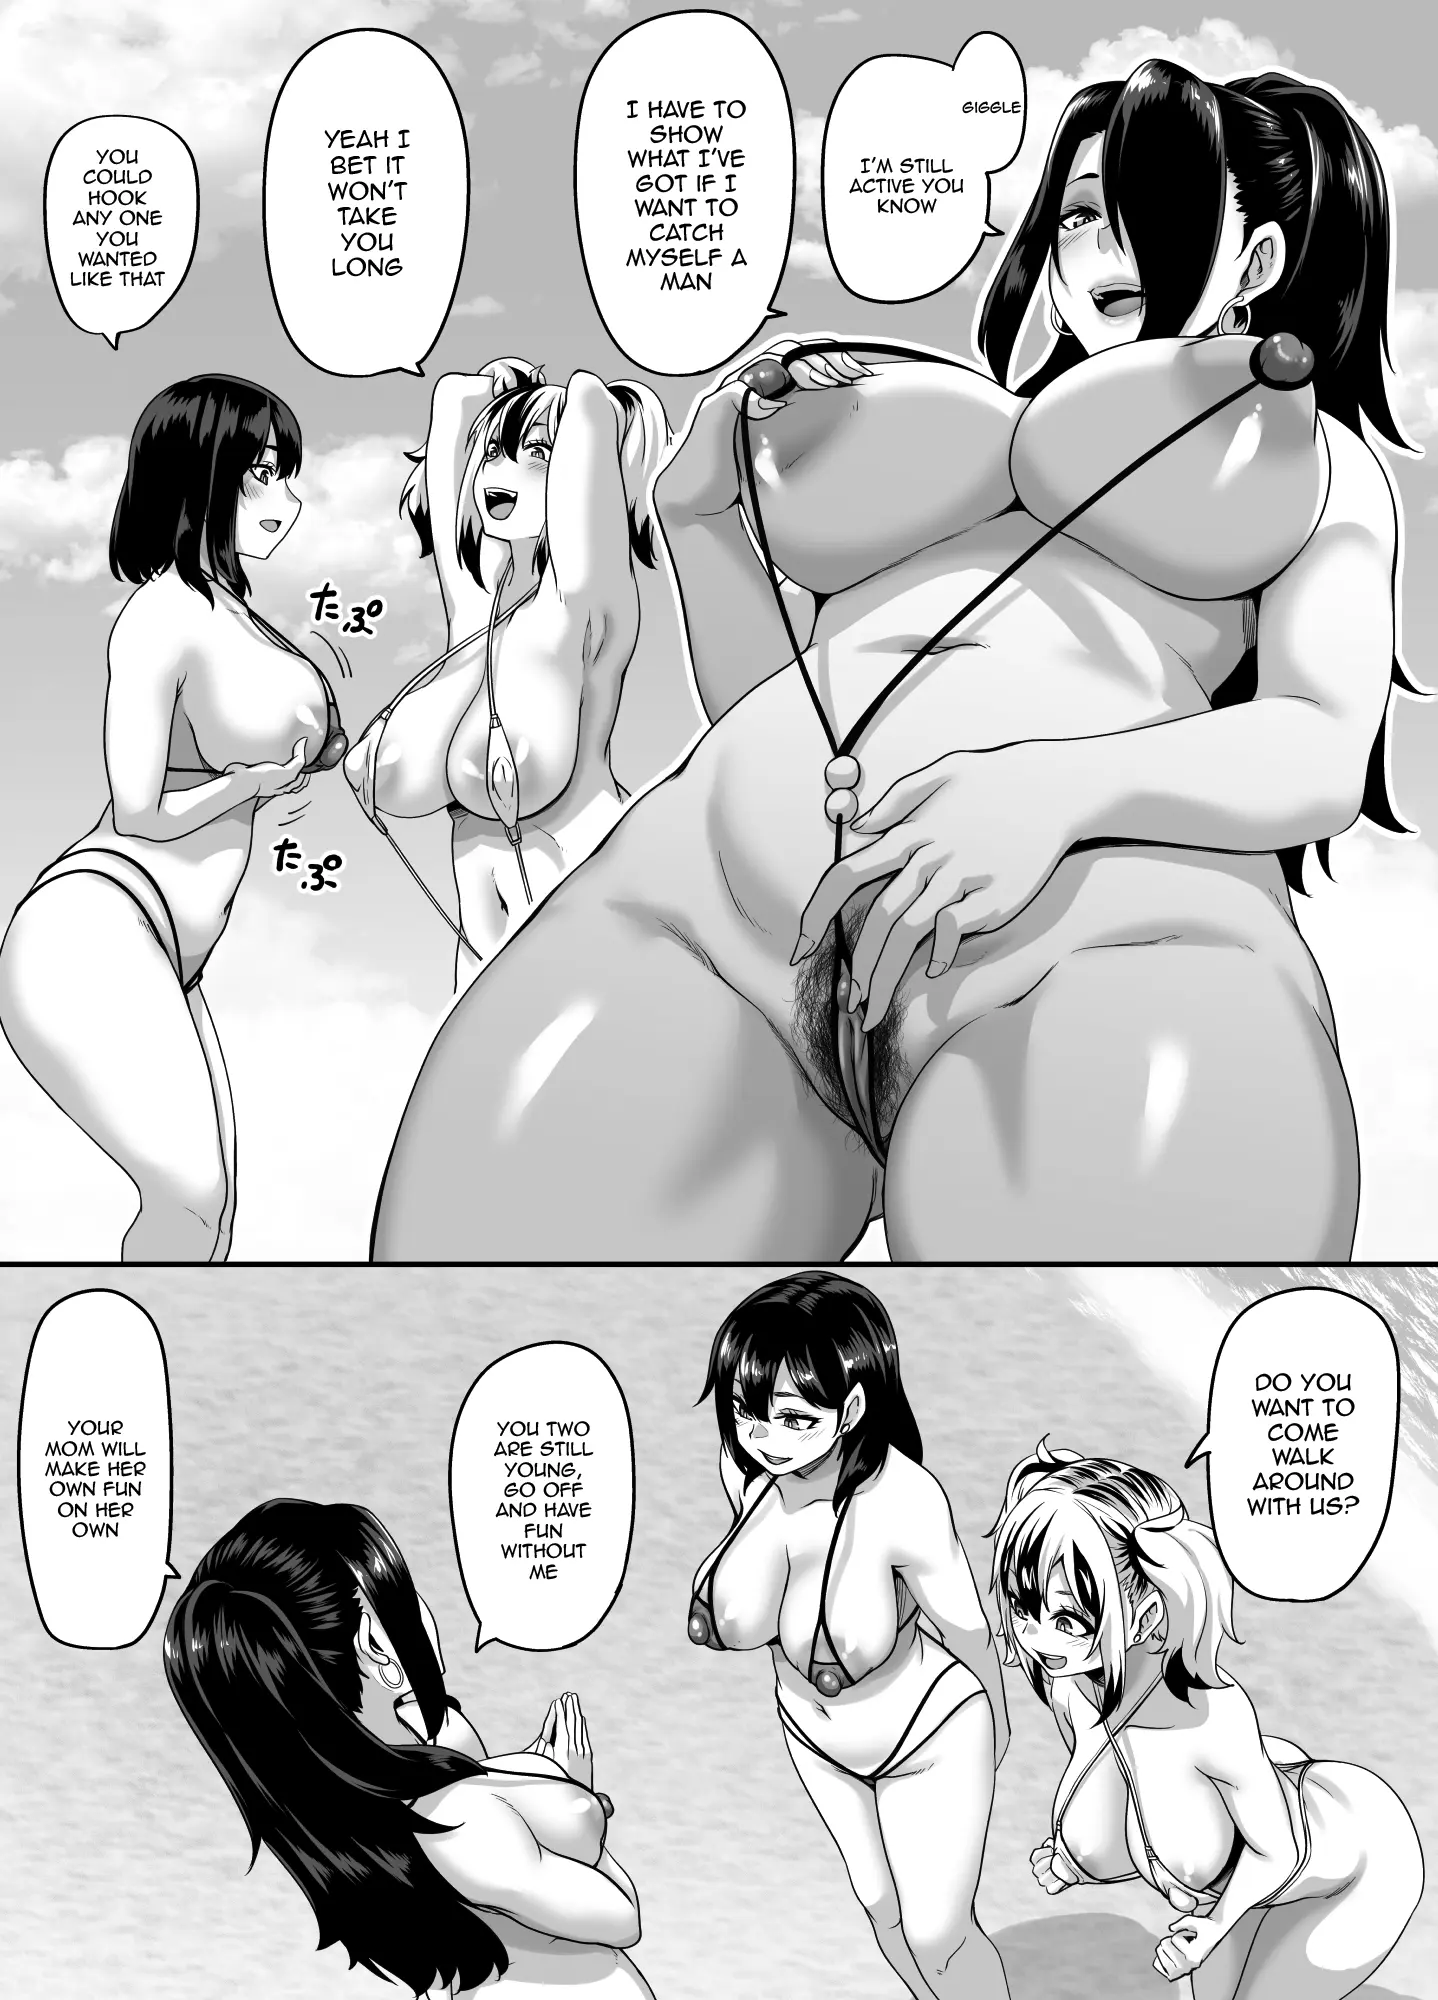 GIGGLE
I'M STILL
ACTIVE YOU
KNOW
I HAVE TO
SHOW
WHAT I'VE
GOT IF I
WANT TO
CATCH
MYSELF A
MAN
YEAH I
BET IT
WON'T
TAKE
YOU
LONG
YOU
COULD
HOOK
ANY ONE
YOU
WANTED
LIKE THAT
たぷ
たぷ
DO YOU
WANT TO
COME
WALK
AROUND
WITH US?
YOU TWO
ARE STILL
YOUNG,
GO OFF
AND HAVE
FUN
WITHOUT
ME
YOUR
MOM WILL
MAKE HER
OWN FUN
ON HER
OWN